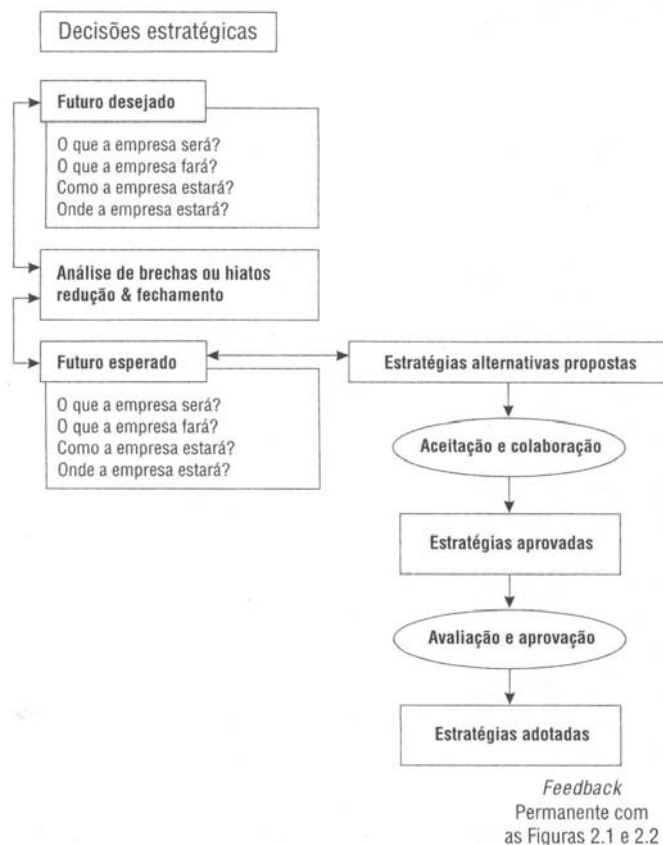 Decisões estratégicas
Futuro desejado
O que a empresa será?
O que a empresa fará?
Como a empresa estará?
Onde a empresa estará?
Análise de brechas ou hiatos
redução & fechamento
Futuro esperado
O que a empresa será?
O que a empresa fará?
Como a empresa estará?
Onde a empresa estará?
Estratégias alternativas propostas
Aceitação e colaboração
Estratégias aprovadas
Avaliação e aprovação
Estratégias adotadas
Feedback
Permanente com
as Figuras 2.1 e 2.2